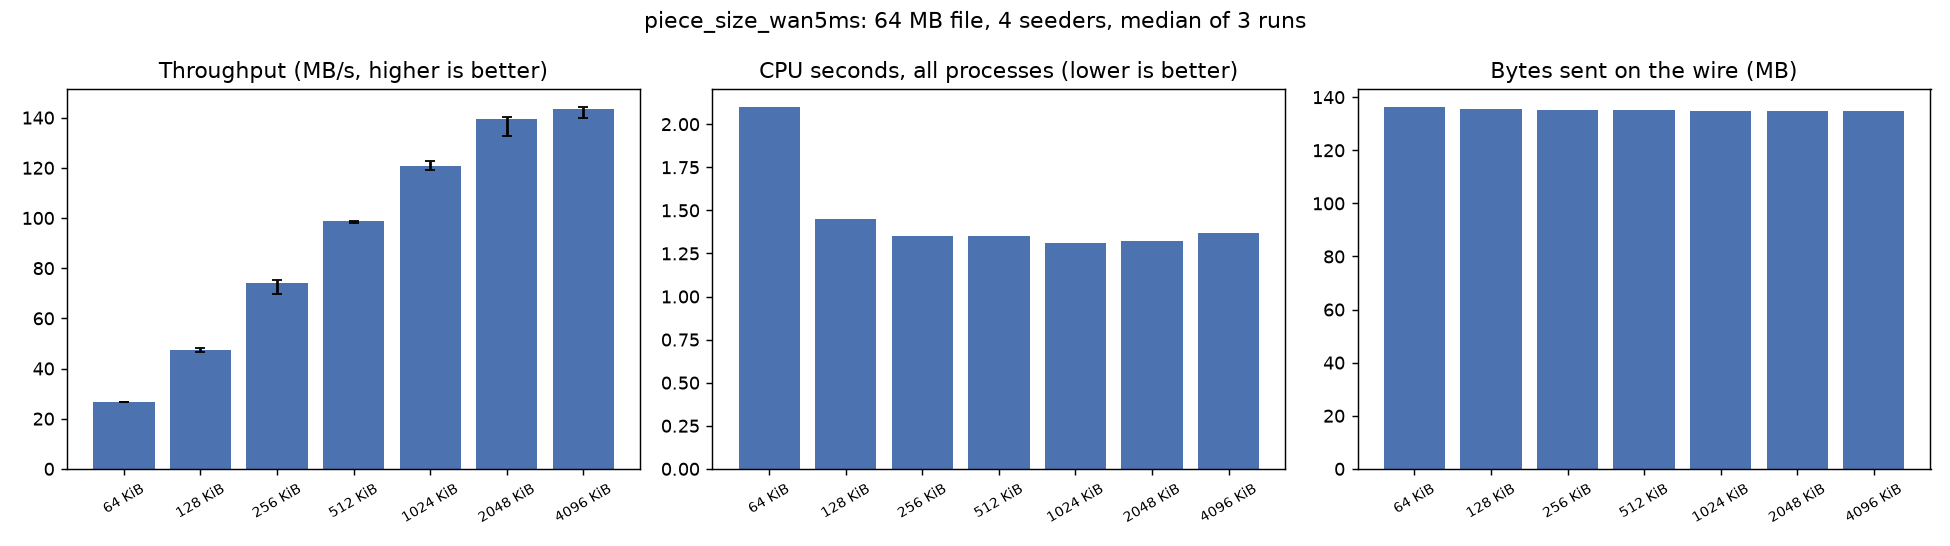 piece_size_wan5ms: 64 MB file, 4 seeders, median of 3 runs
Throughput (MB/s, higher is better)
140
120
100
80
60
40
20
0
64 KiB
128 KiB
256 KiB
512 KiB
1024 KiB
2048 KiB
4096 KiB
CPU seconds, all processes (lower is better)
2.00
1.75
1.50
1.25
1.00
0.75
0.50
0.25
0.00
64 KiB
128 KiB
256 KiB
512 KiB
1024 KiB
2048 KiB
4096 KiB
Bytes sent on the wire (MB)
140
120
100
80
60
40
20
0
64 KiB
128 KiB
256 KiB
512 KiB
1024 KiB
2048 KiB
4096 KiB